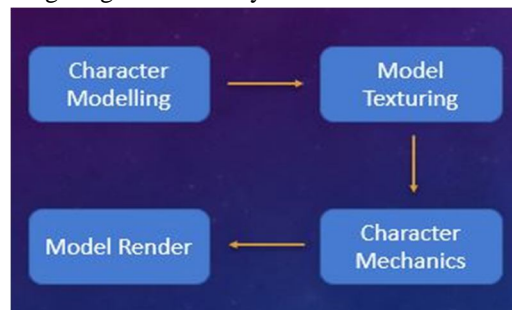 Character
Modelling
Model
Texturing
Character
Mechanics
Model Render